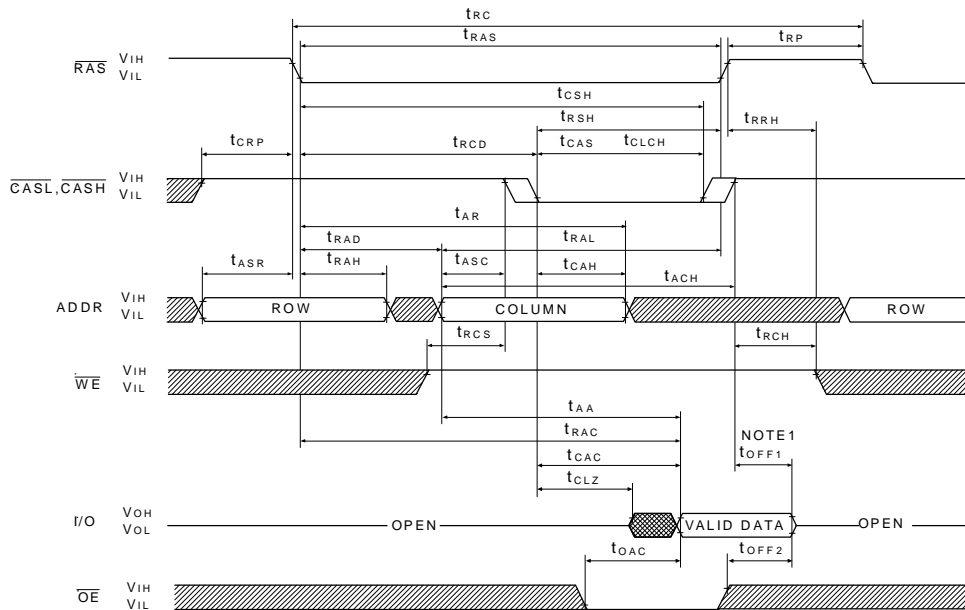 tRC
tRAS
tRP
RAS VIH
VIL
tCSH
tRSH
tRRH
tCRP
tRCD
tCAS
tCLCH
CASL,CASH VIH
VIL
tAR
tRAD
tRAL
tASR
tRAH
tASC
tCAH
tACH
ADDR VIH
VIL
ROW
COLUMN
ROW
tRCS
tRCH
WE VIH
VIL
tAA
tRAC
NOTE1
tCAC
tOFF1
tCLZ
I/O VOH
VOL
OPEN
VALID DATA
OPEN
tOAC
tOFF2
OE VIH
VIL